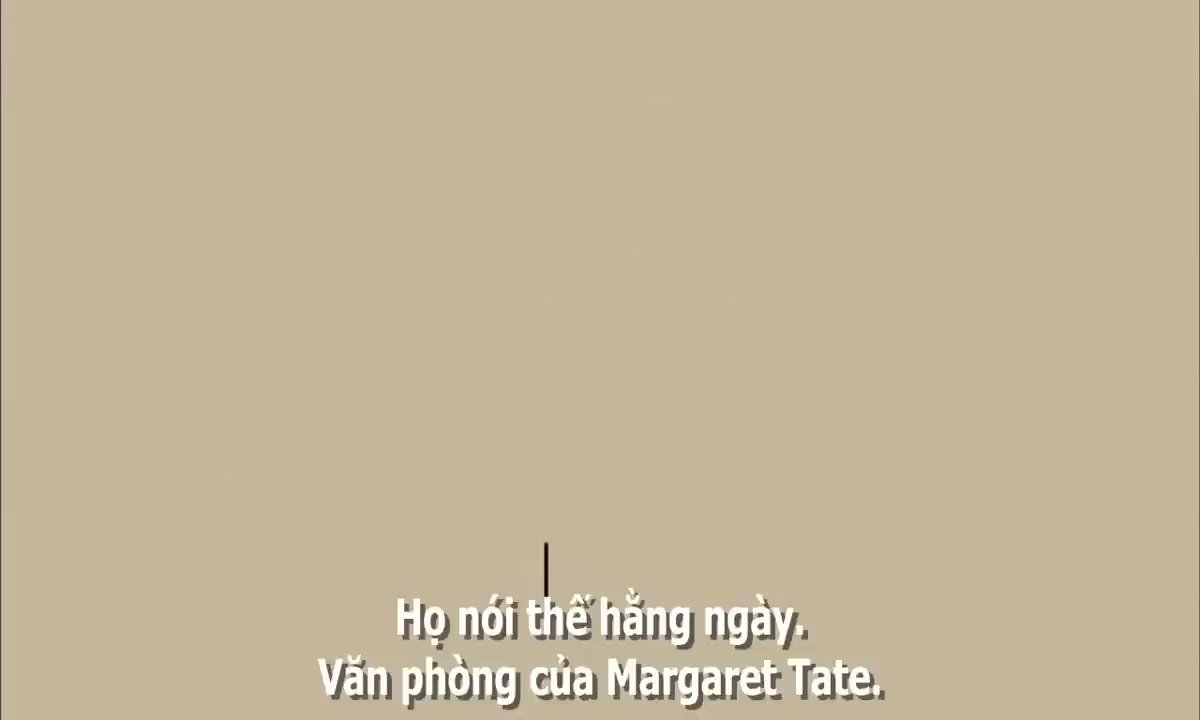 Họ nói thế hằng ngày.
Văn phòng của Margaret Tate.